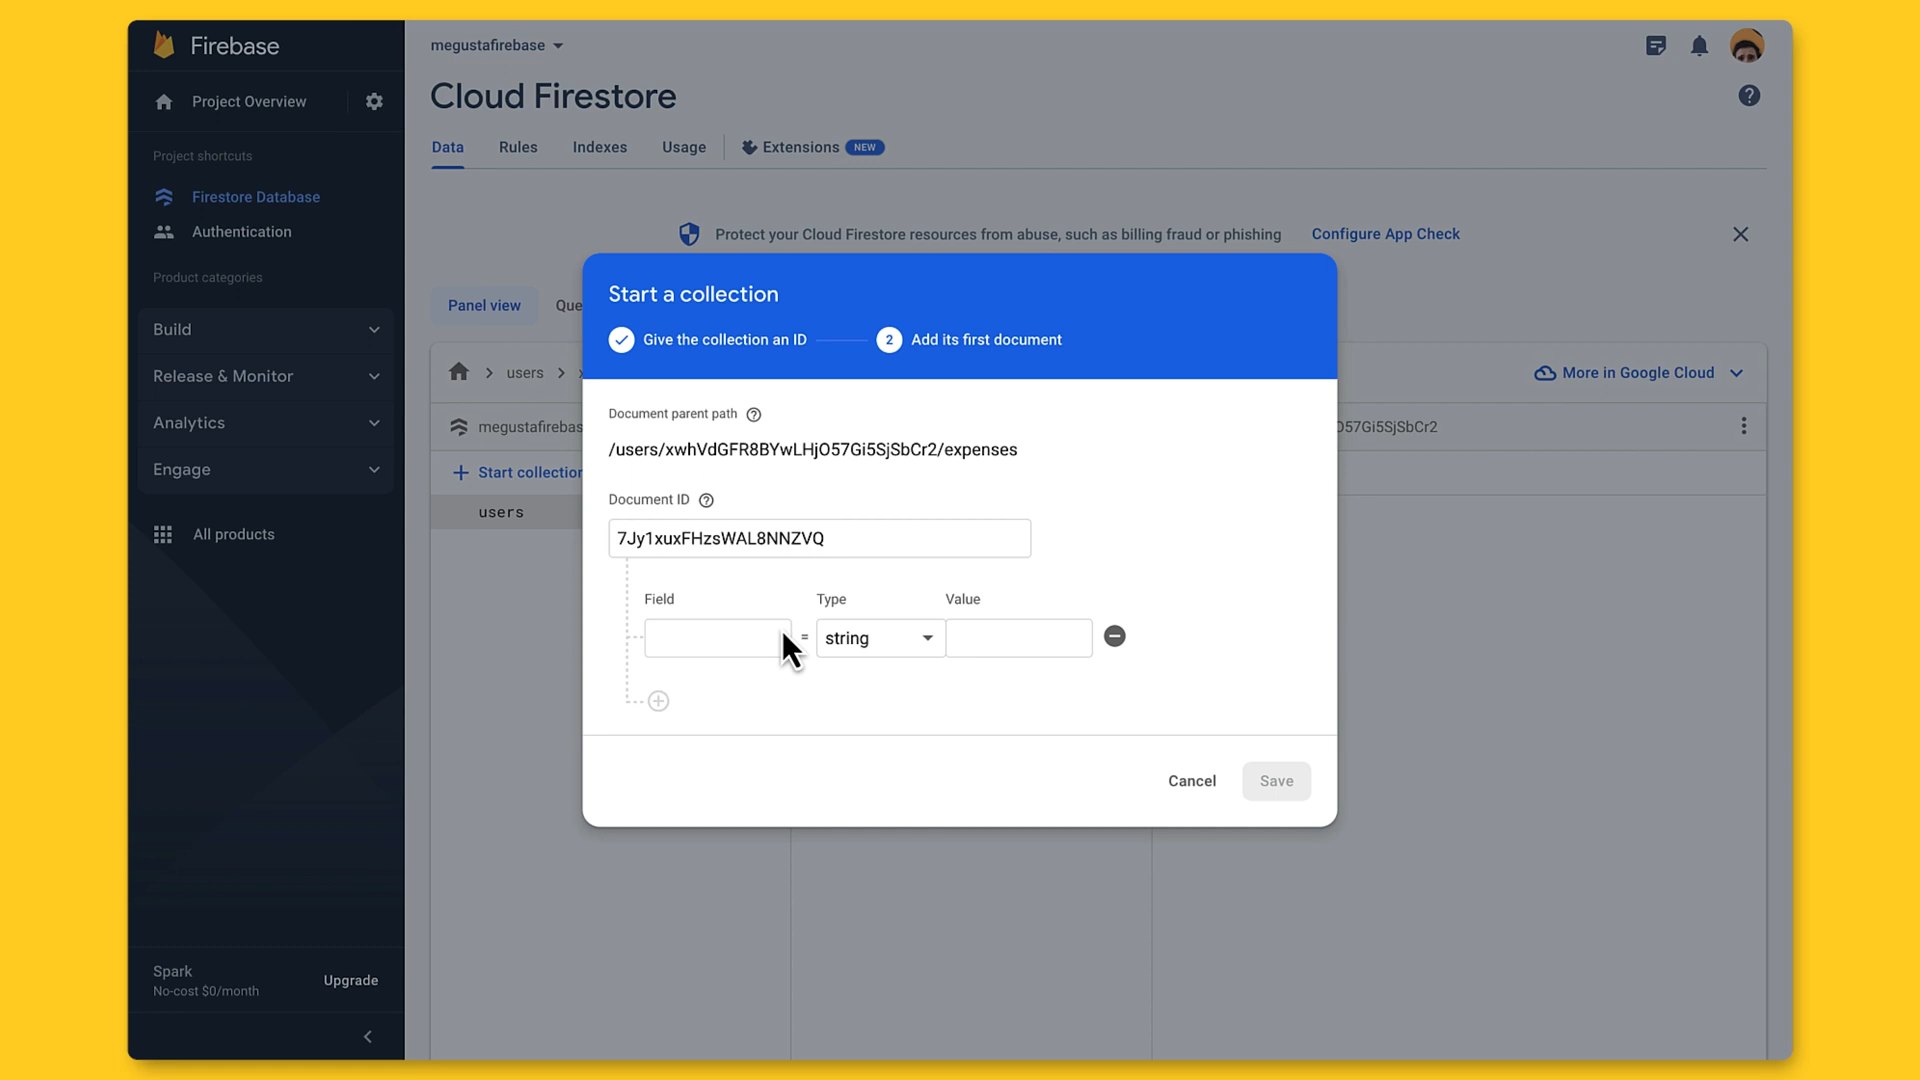 Firebase
Project Overview
Project shortcuts
Firestore Database
Authentication
Product categories
Build
Release & Monitor
Analytics
Engage
All products
Spark
No-cost $0/month
Upgrade
megustafirebase
Cloud Firestore
Data Rules Indexes Usage Extensions NEW
Protect your Cloud Firestore resources from abuse, such as billing fraud or phishing Configure App Check
Panel view Que
users
More in Google Cloud
megustafirebas
O57Gi5SjSbCr2
Start collection
users
Start a collection
Give the collection an ID 2 Add its first document
Document parent path
/users/xwhVdGFR8BYwLHjO57Gi5SjSbCr2/expenses
Document ID
7Jy1xuxFHzsWAL8NNZVQ
Field Type Value
= string
Cancel Save